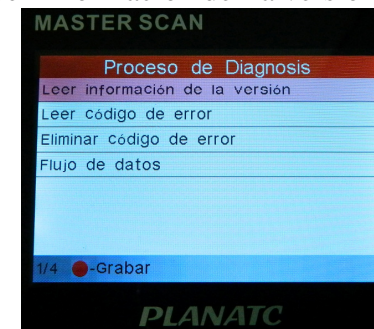 MASTER SCAN
Proceso de Diagnosis
Leer información de la versión
Leer código de error
Eliminar código de error
Flujo de datos
1/4 -Grabar
PLANATC